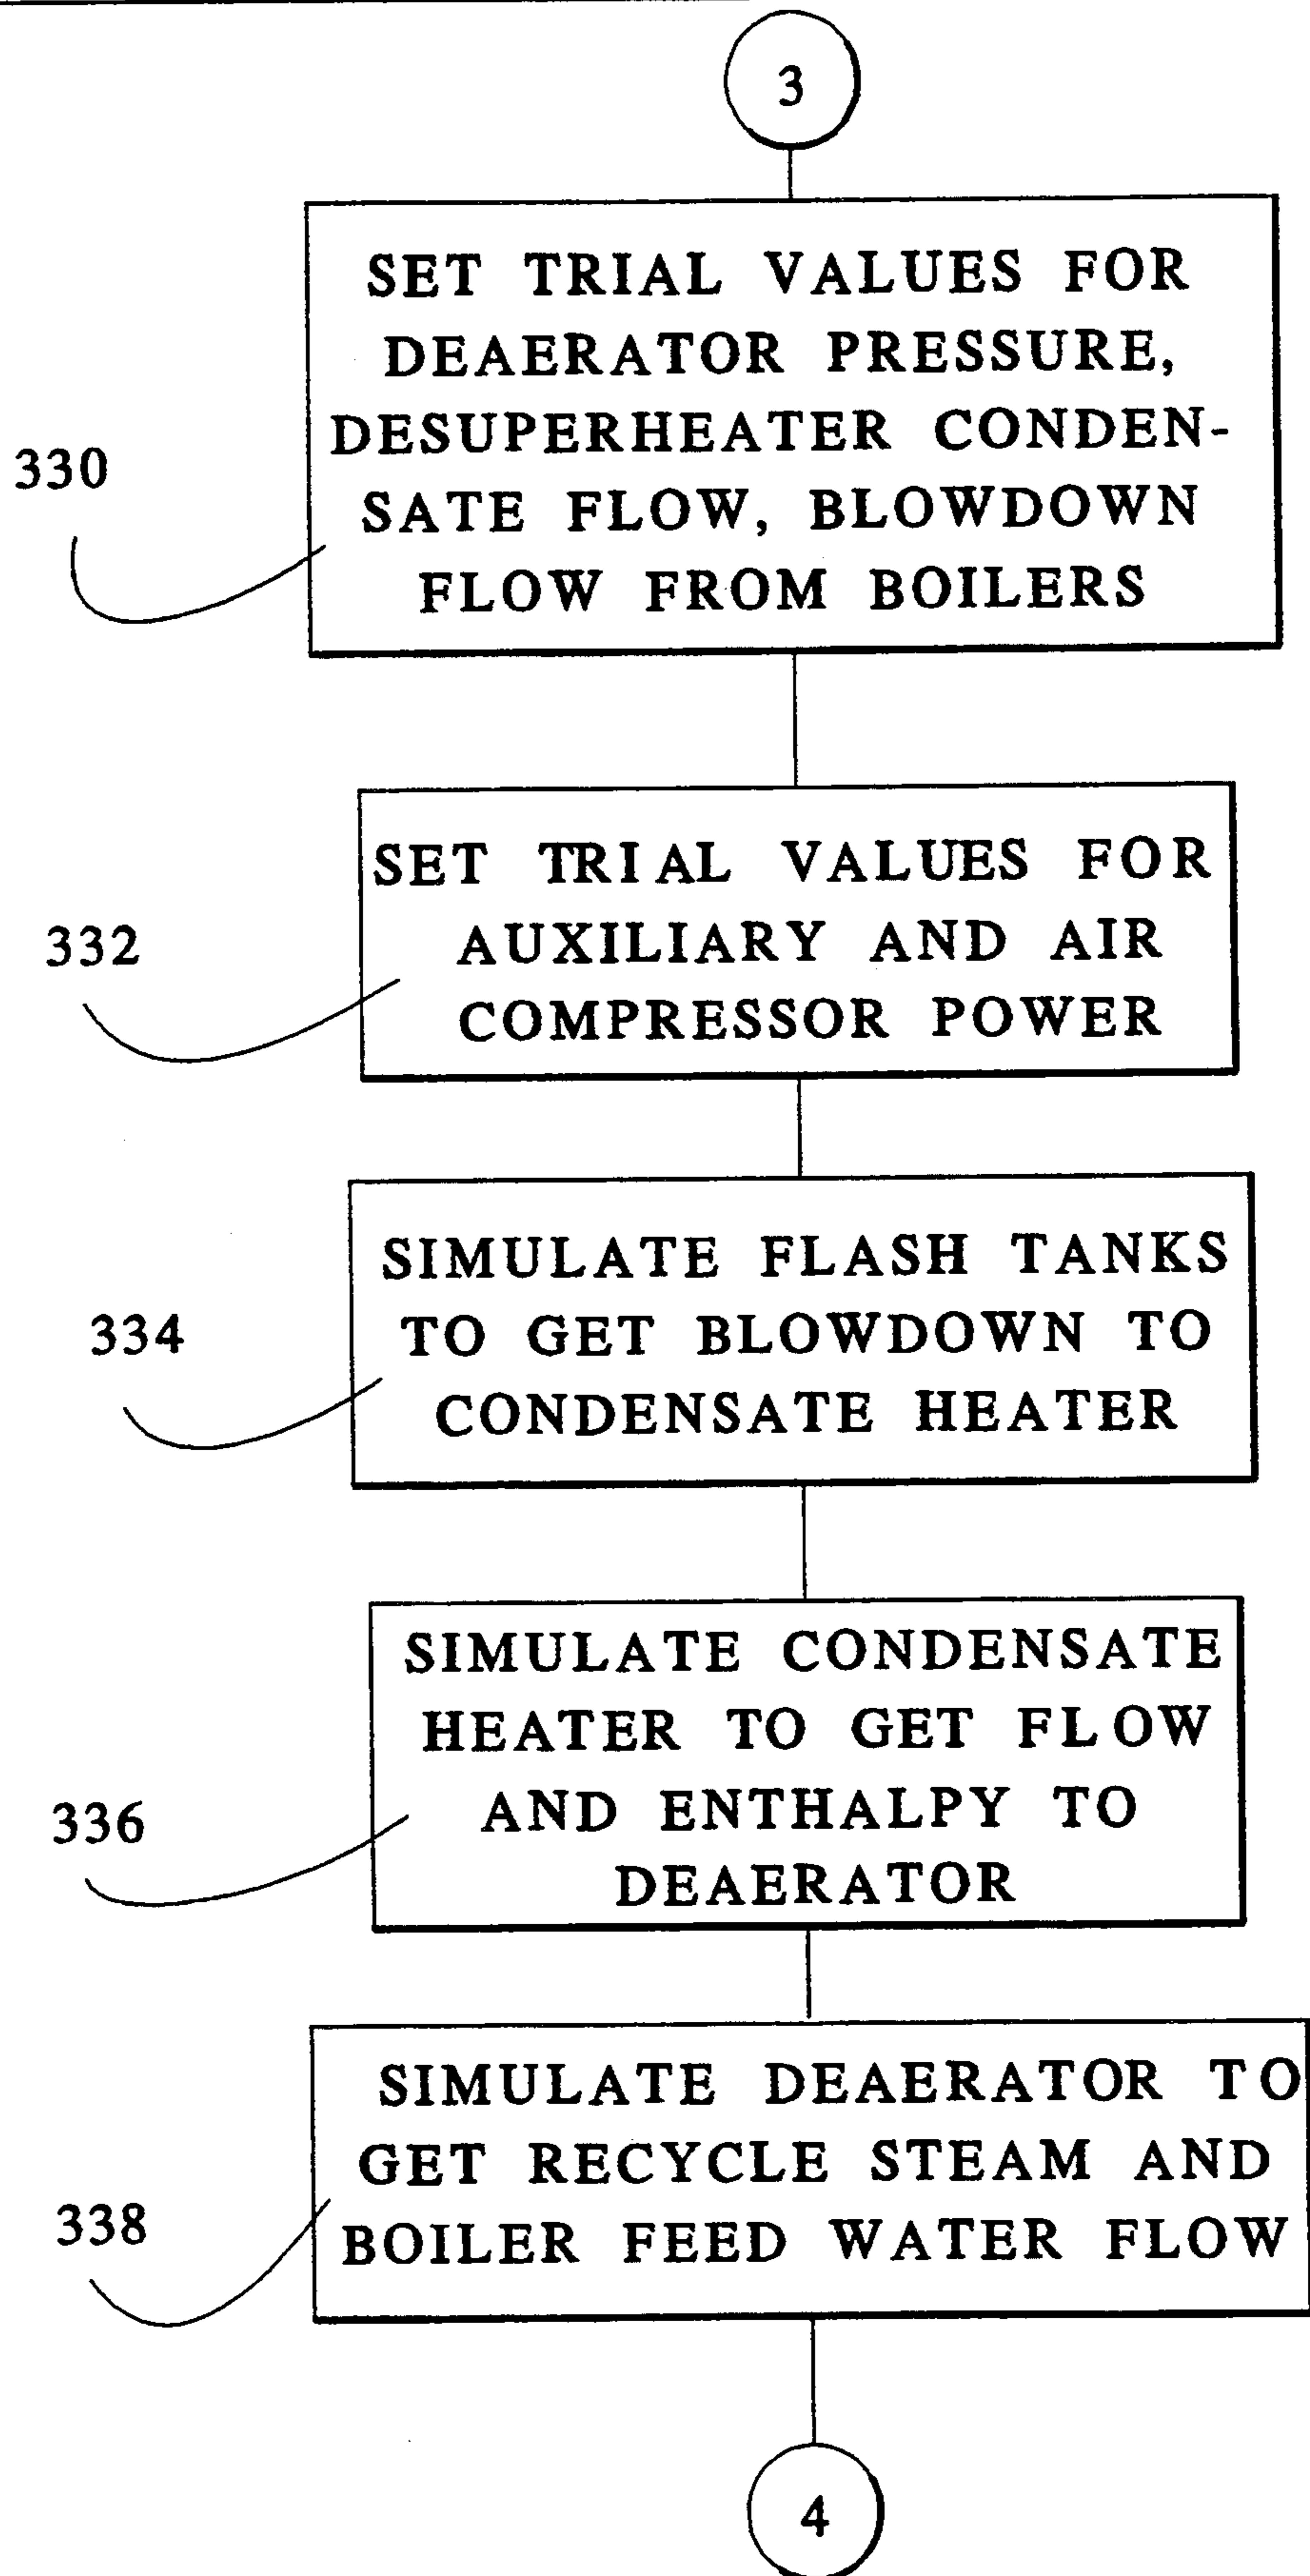 3
SET TRIAL VALUES FOR
DEAERATOR PRESSURE,
DESUPERHEATER CONDEN-
SATE FLOW, BLOWDOWN
FLOW FROM BOILERS
330
SET TRIAL VALUES FOR
AUXILIARY AND AIR
COMPRESSOR POWER
332
SIMULATE FLASH TANKS
TO GET BLOWDOWN TO
CONDENSATE HEATER
334
SIMULATE CONDENSATE
HEATER TO GET FLOW
AND ENTHALPY TO
DEAERATOR
336
SIMULATE DEAERATOR TO
GET RECYCLE STEAM AND
BOILER FEED WATER FLOW
338
4